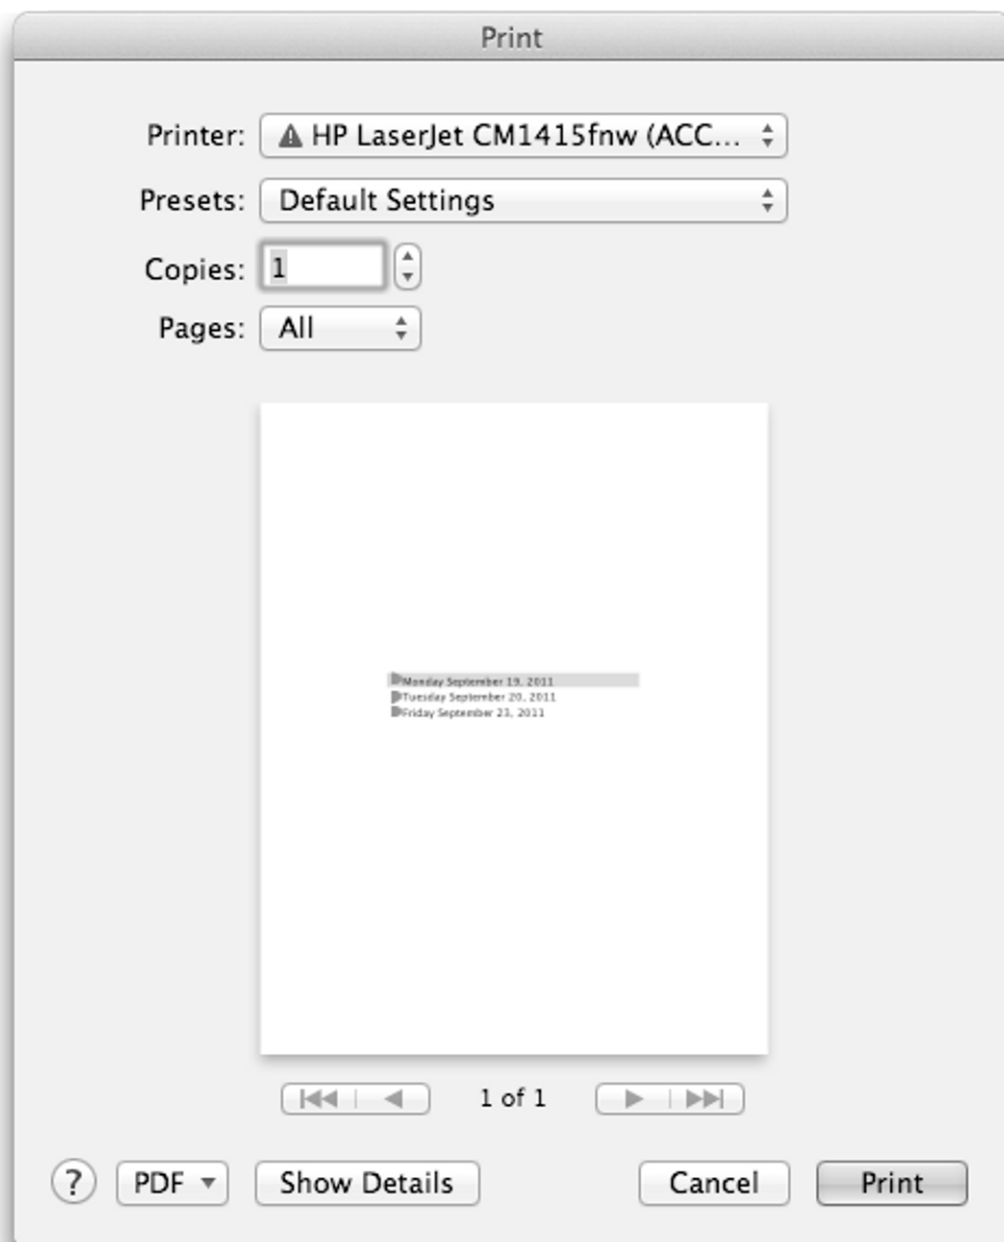 Print
Printer: HP LaserJet CM1415fnw (ACC...
Presets: Default Settings
Copies: 1
Pages: All
Monday September 19, 2011
Tuesday September 20, 2011
Friday September 23, 2011
1 of 1
? PDF Show Details Cancel Print